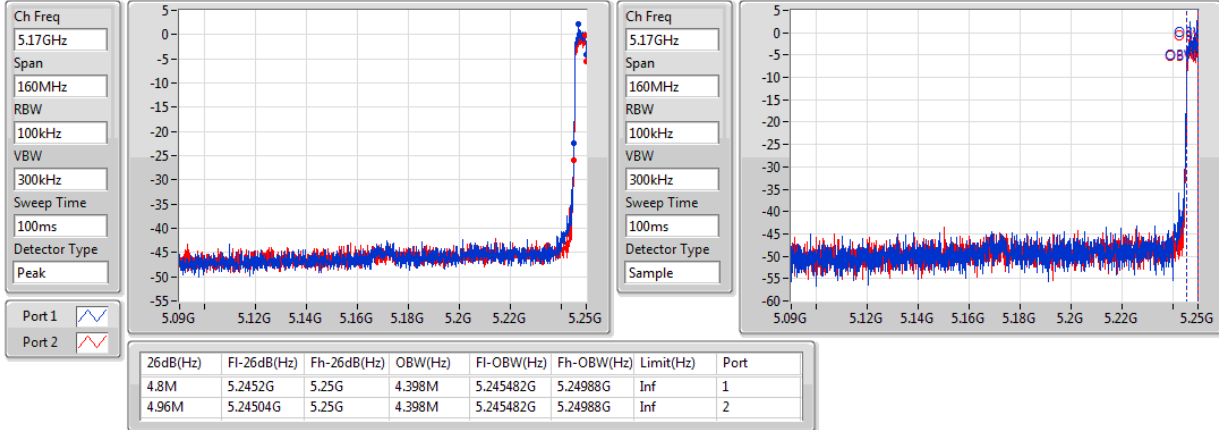 Ch Freq
5.17GHz
Span
160MHz
RBW
100kHz
VBW
300kHz
Sweep Time
100ms
Detector Type
Peak
Port 1
Port 2
5
0
-5
-10
-15
-20
-25
-30
-35
-40
-45
-50
-55
5.09G 5.12G 5.14G 5.16G 5.18G 5.2G 5.22G 5.25G
Ch Freq
5.17GHz
Span
160MHz
RBW
100kHz
VBW
300kHz
Sweep Time
100ms
Detector Type
Sample
5
0
-5
-10
-15
-20
-25
-30
-35
-40
-45
-50
-55
-60
5.09G 5.12G 5.14G 5.16G 5.18G 5.2G 5.22G 5.25G
26dB(Hz) Fl-26dB(Hz) Fh-26dB(Hz) OBW(Hz) Fl-OBW(Hz) Fh-OBW(Hz) Limit(Hz) Port
4.8M 5.2452G 5.25G 4.398M 5.245482G 5.24988G Inf 1
4.96M 5.24504G 5.25G 4.398M 5.245482G 5.24988G Inf 2